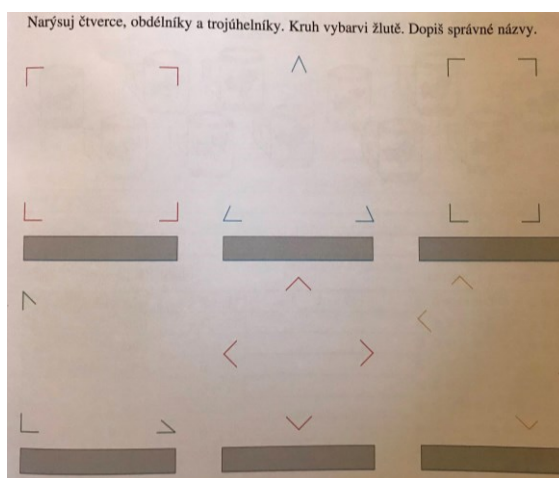 Narýsuj čtverce, obdélníky a trojúhelníky. Kruh vybarvi žlutě. Dopiš správné názvy.